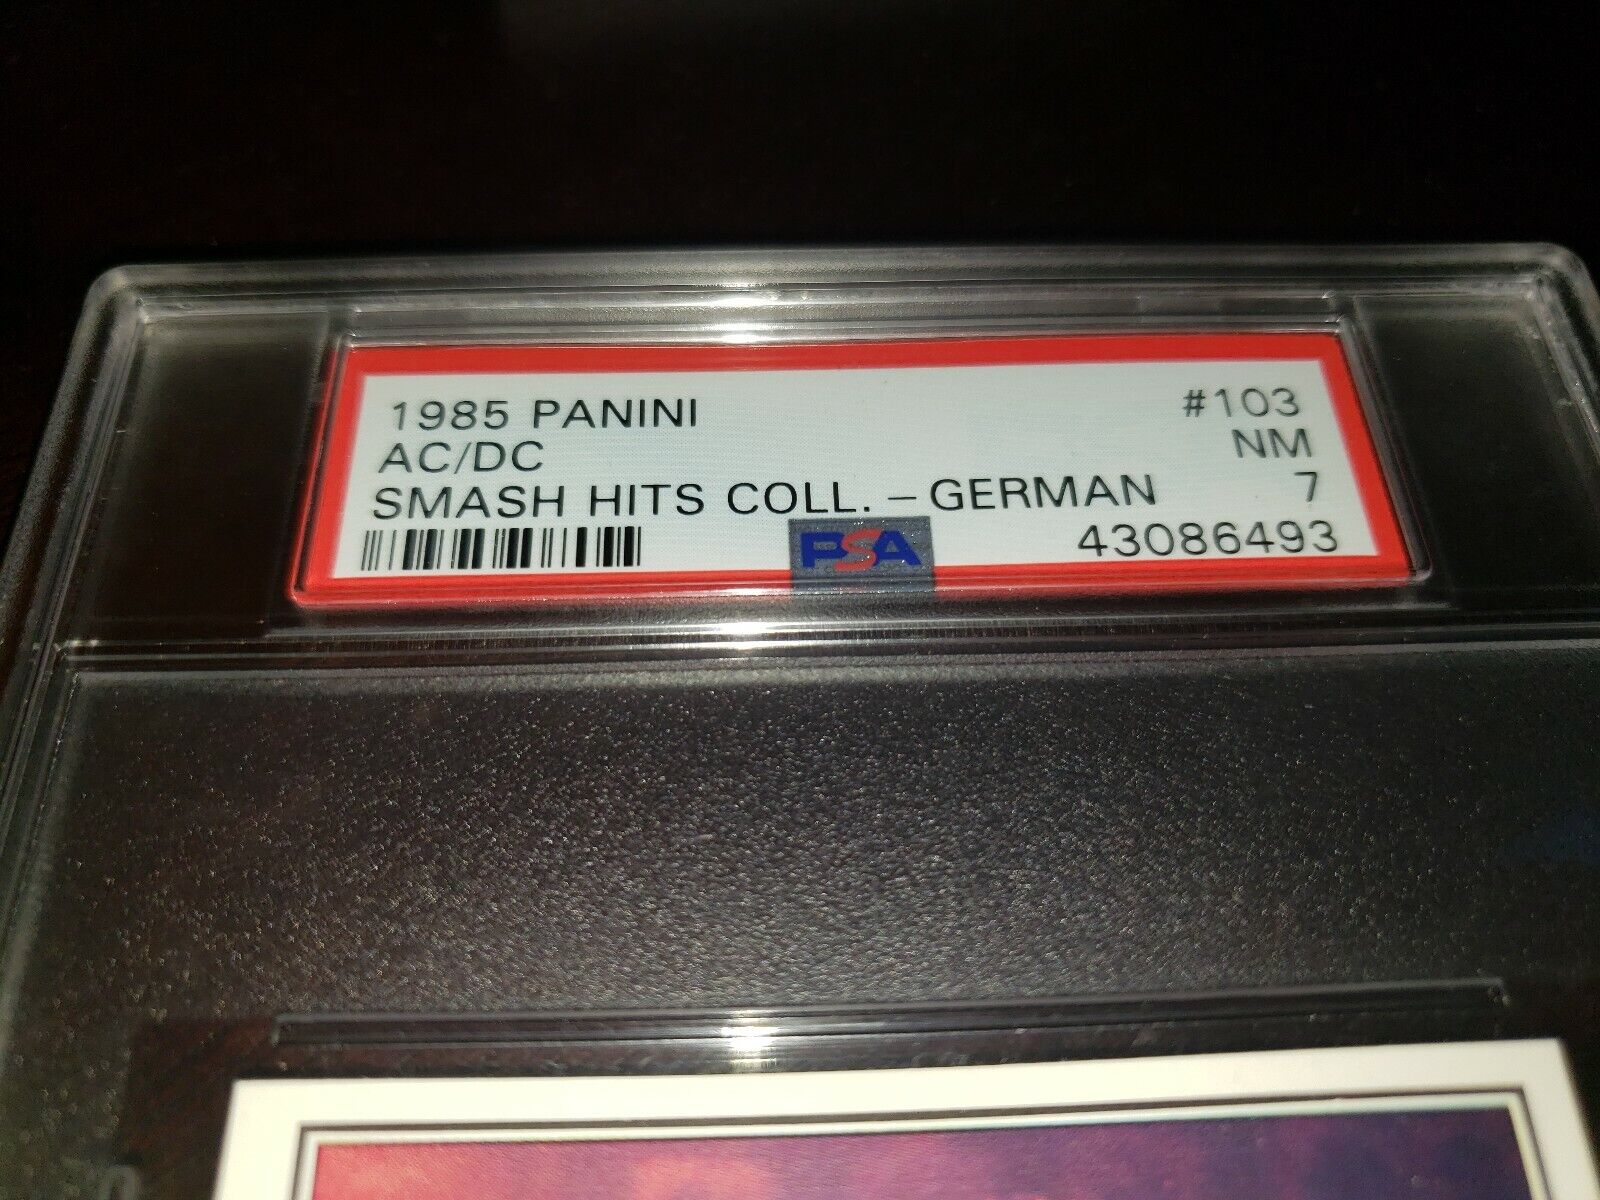 1985 PANINI #103
AC/DC NM
SMASH HITS COLL. – GERMAN 7
PSA 43086493